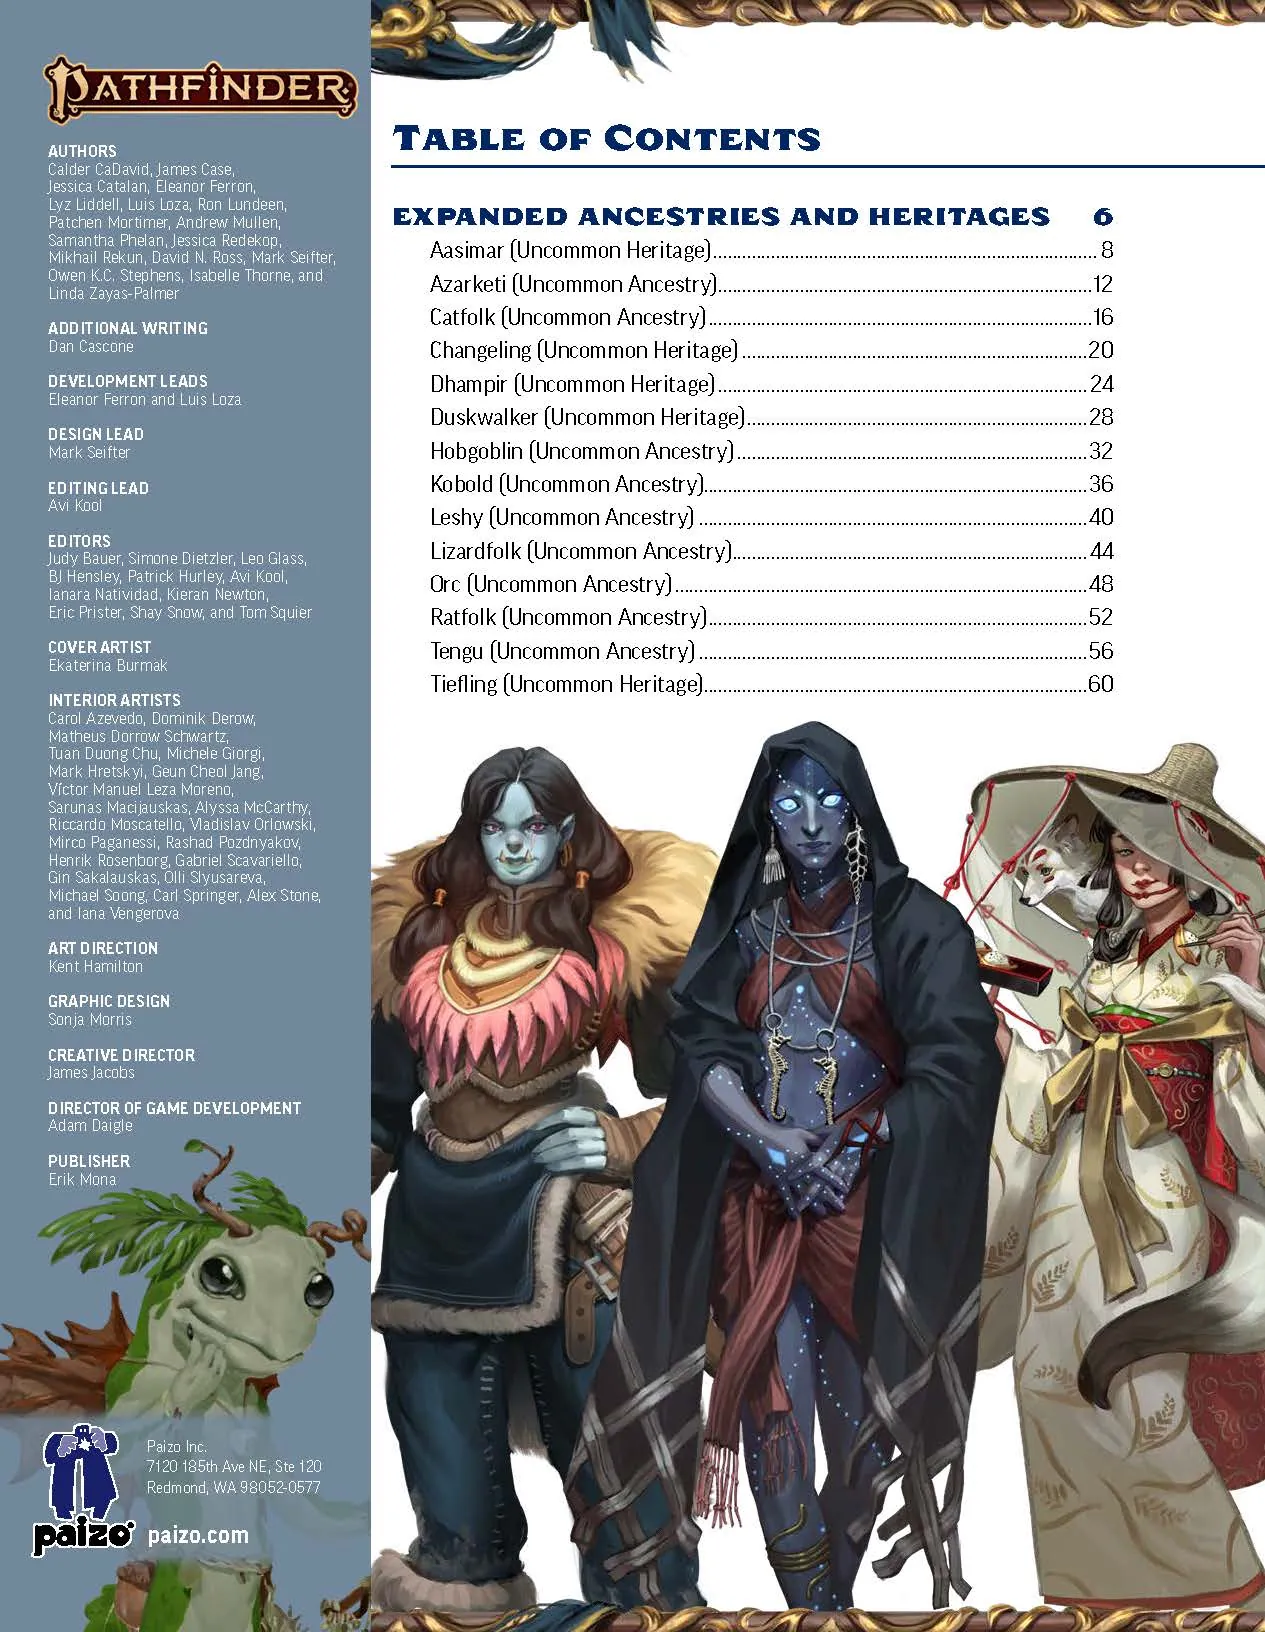 PATHFINDER
AUTHORS
Calder CaDavid, James Case,
Jessica Catalan, Eleanor Ferron,
Lyz Liddell, Luis Loza, Ron Lundeen,
Patchen Mortimer, Andrew Mullen,
Samantha Phelan, Jessica Redekop,
Mikhail Rekun, David N. Ross, Mark Seifter,
Owen K.C. Stephens, Isabelle Thorne, and
Linda Zayas-Palmer
ADDITIONAL WRITING
Dan Cascone
DEVELOPMENT LEADS
Eleanor Ferron and Luis Loza
DESIGN LEAD
Mark Seifter
EDITING LEAD
Avi Kool
EDITORS
Judy Bauer, Simone Dietzler, Leo Glass,
BJ Hensley, Patrick Hurley, Avi Kool,
Ianara Natividad, Kieran Newton,
Eric Prister, Shay Snow, and Tom Squier
COVER ARTIST
Ekaterina Burmak
INTERIOR ARTISTS
Carol Azevedo, Dominik Derow,
Matheus Dorrow Schwartz,
Tuan Duong Chu, Michele Giorgi,
Mark Hretskyi, Geun Cheol Jang,
Víctor Manuel Leza Moreno,
Sarunas Macijauskas, Alyssa McCarthy,
Riccardo Moscatello, Vladislav Orlowski,
Mirco Paganessi, Rashad Pozdnyakov,
Henrik Rosenborg, Gabriel Scavariello,
Gin Sakalauskas, Olli Slyusareva,
Michael Soong, Carl Springer, Alex Stone,
and Iana Vengerova
ART DIRECTION
Kent Hamilton
GRAPHIC DESIGN
Sonja Morris
CREATIVE DIRECTOR
James Jacobs
DIRECTOR OF GAME DEVELOPMENT
Adam Daigle
PUBLISHER
Erik Mona
Paizo Inc.
7120 185th Ave NE, Ste 120
Redmond, WA 98052-0577
paizo
paizo.com
TABLE OF CONTENTS
EXPANDED ANCESTRIES AND HERITAGES 6
Aasimar (Uncommon Heritage) 8
Azarketi (Uncommon Ancestry) 12
Catfolk (Uncommon Ancestry) 16
Changeling (Uncommon Heritage) 20
Dhampir (Uncommon Heritage) 24
Duskwalker (Uncommon Heritage) 28
Hobgoblin (Uncommon Ancestry) 32
Kobold (Uncommon Ancestry) 36
Leshy (Uncommon Ancestry) 40
Lizardfolk (Uncommon Ancestry) 44
Orc (Uncommon Ancestry) 48
Ratfolk (Uncommon Ancestry) 52
Tengu (Uncommon Ancestry) 56
Tiefling (Uncommon Heritage) 60